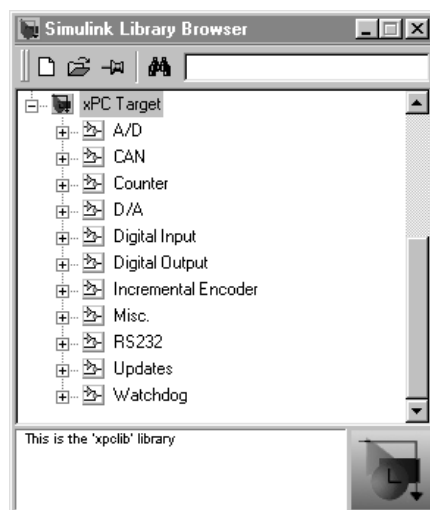 Simulink Library Browser
xPC Target
A/D
CAN
Counter
D/A
Digital Input
Digital Output
Incremental Encoder
Misc.
RS232
Updates
Watchdog
This is the 'xpclib' library